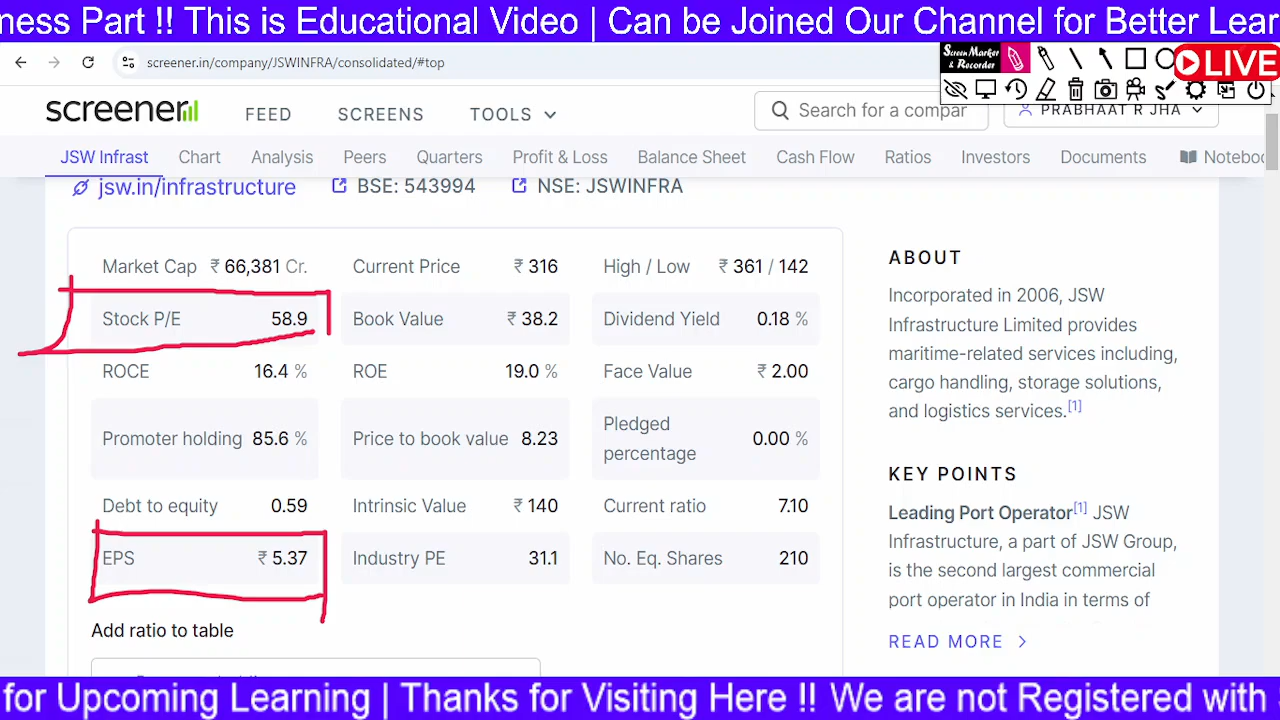 ness Part !! This is Educational Video | Can be Joined Our Channel for Better Lear
screener.in/company/JSWINFRA/consolidated/#top
Screen Marker & Recorder
LIVE
screener
FEED SCREENS TOOLS
Search for a compar
PRABHAAT R JHA
JSW Infrast Chart Analysis Peers Quarters Profit & Loss Balance Sheet Cash Flow Ratios Investors Documents Noteboo
jsw.in/infrastructure BSE: 543994 NSE: JSWINFRA
Market Cap ₹ 66,381 Cr. Current Price ₹ 316 High / Low ₹ 361 / 142
Stock P/E 58.9 Book Value ₹ 38.2 Dividend Yield 0.18 %
ROCE 16.4 % ROE 19.0 % Face Value ₹ 2.00
Promoter holding 85.6 % Price to book value 8.23 Pledged percentage 0.00 %
Debt to equity 0.59 Intrinsic Value ₹ 140 Current ratio 7.10
EPS ₹ 5.37 Industry PE 31.1 No. Eq. Shares 210
Add ratio to table
ABOUT
Incorporated in 2006, JSW
Infrastructure Limited provides
maritime-related services including,
cargo handling, storage solutions,
and logistics services.[1]
KEY POINTS
Leading Port Operator[1] JSW
Infrastructure, a part of JSW Group,
is the second largest commercial
port operator in India in terms of
READ MORE
for Upcoming Learning | Thanks for Visiting Here !! We are not Registered with